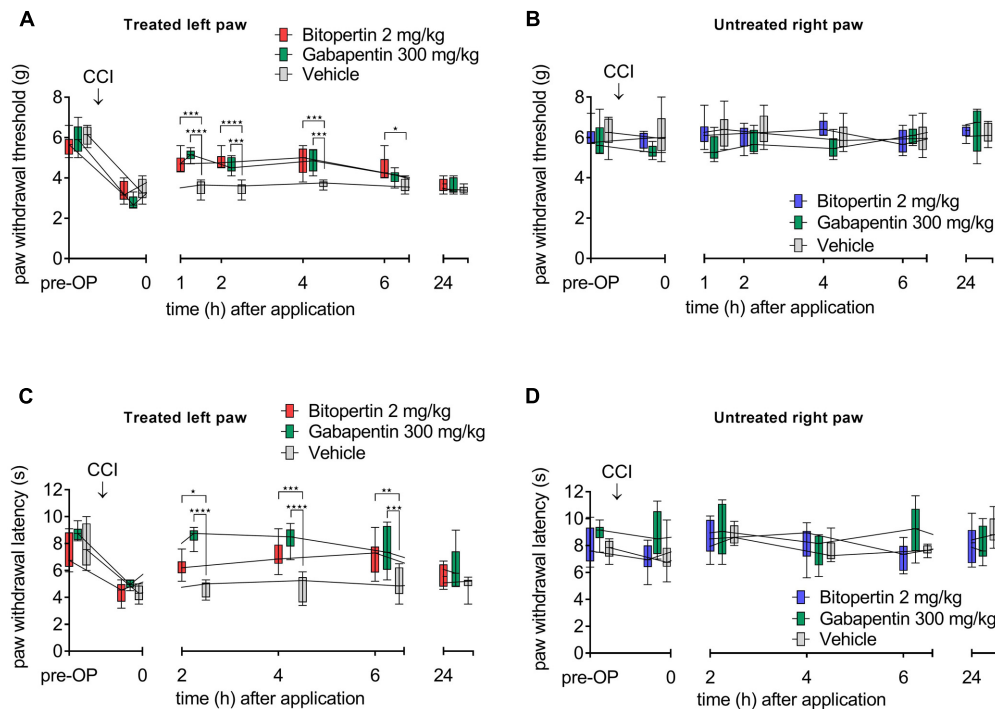 A
Treated left paw
Bitopertin 2 mg/kg
Gabapentin 300 mg/kg
Vehicle
CCI
paw withdrawal threshold (g)
8
6
4
2
0
*** **** *** *
**** *** ***
pre-OP 0 1 2 4 6 24
time (h) after application
B
Untreated right paw
CCI
paw withdrawal threshold (g)
8
6
4
2
0
Bitopertin 2 mg/kg
Gabapentin 300 mg/kg
Vehicle
pre-OP 0 1 2 4 6 24
time (h) after application
C
Treated left paw
Bitopertin 2 mg/kg
Gabapentin 300 mg/kg
Vehicle
CCI
paw withdrawal latency (s)
12
10
8
6
4
2
0
* *** **
**** **** ***
pre-OP 0 2 4 6 24
time (h) after application
D
Untreated right paw
CCI
paw withdrawal latency (s)
12
10
8
6
4
2
0
Bitopertin 2 mg/kg
Gabapentin 300 mg/kg
Vehicle
pre-OP 0 2 4 6 24
time (h) after application